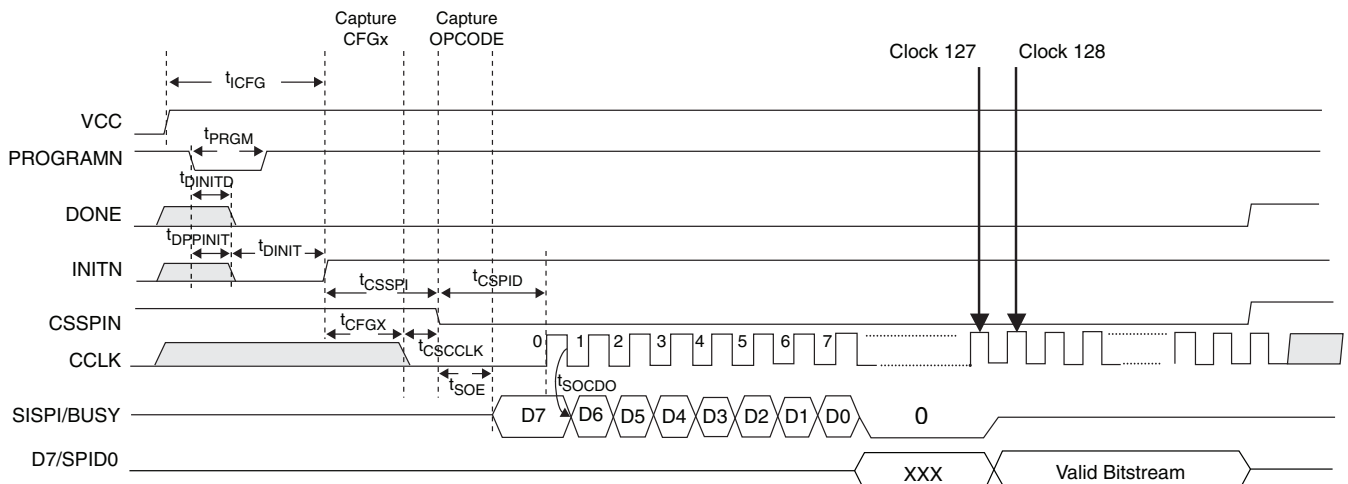 Capture CFGx
Capture OPCODE
Clock 127
Clock 128
tICFG
VCC
tPRGM
PROGRAMN
tDINITD
DONE
tDPPINIT
tDINIT
INITN
tCSSPI
tCSPID
CSSPIN
tCFGX
tCSCCLK
0 1 2 3 4 5 6 7
CCLK
tSOE
tSOCDO
SISPI/BUSY
D7 D6 D5 D4 D3 D2 D1 D0 0
D7/SPID0
XXX
Valid Bitstream